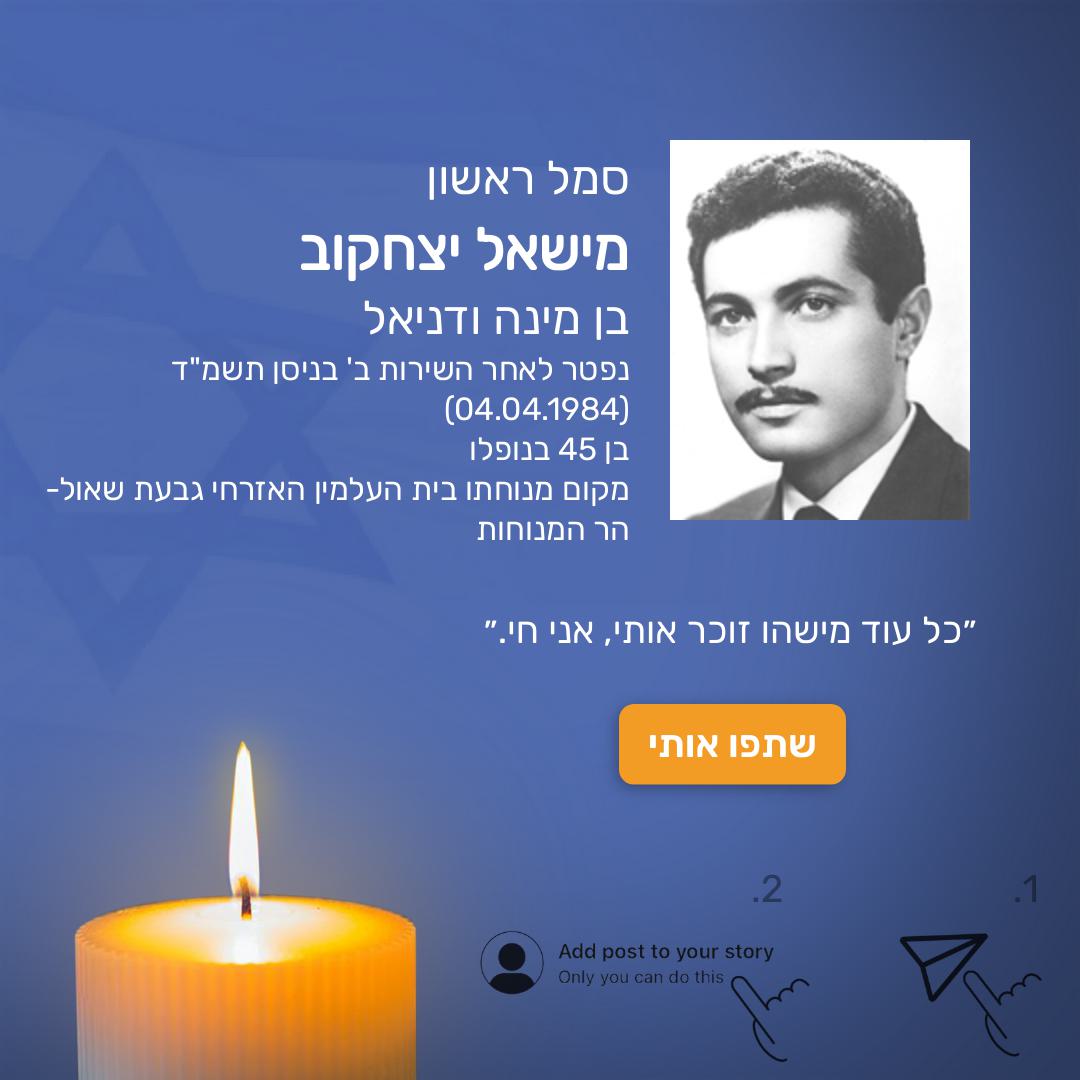 סמל ראשון
מישאל יצחקוב
בן מינה ודניאל
נפטר לאחר השירות ב' בניסן תשמ"ד
(04.04.1984)
בן 45 בנופלו
מקום מנוחתו בית העלמין האזרחי גבעת שאול-
הר המנוחות
״כל עוד מישהו זוכר אותי, אני חי.״
שתפו אותי
1.
2.
Add post to your story
Only you can do this